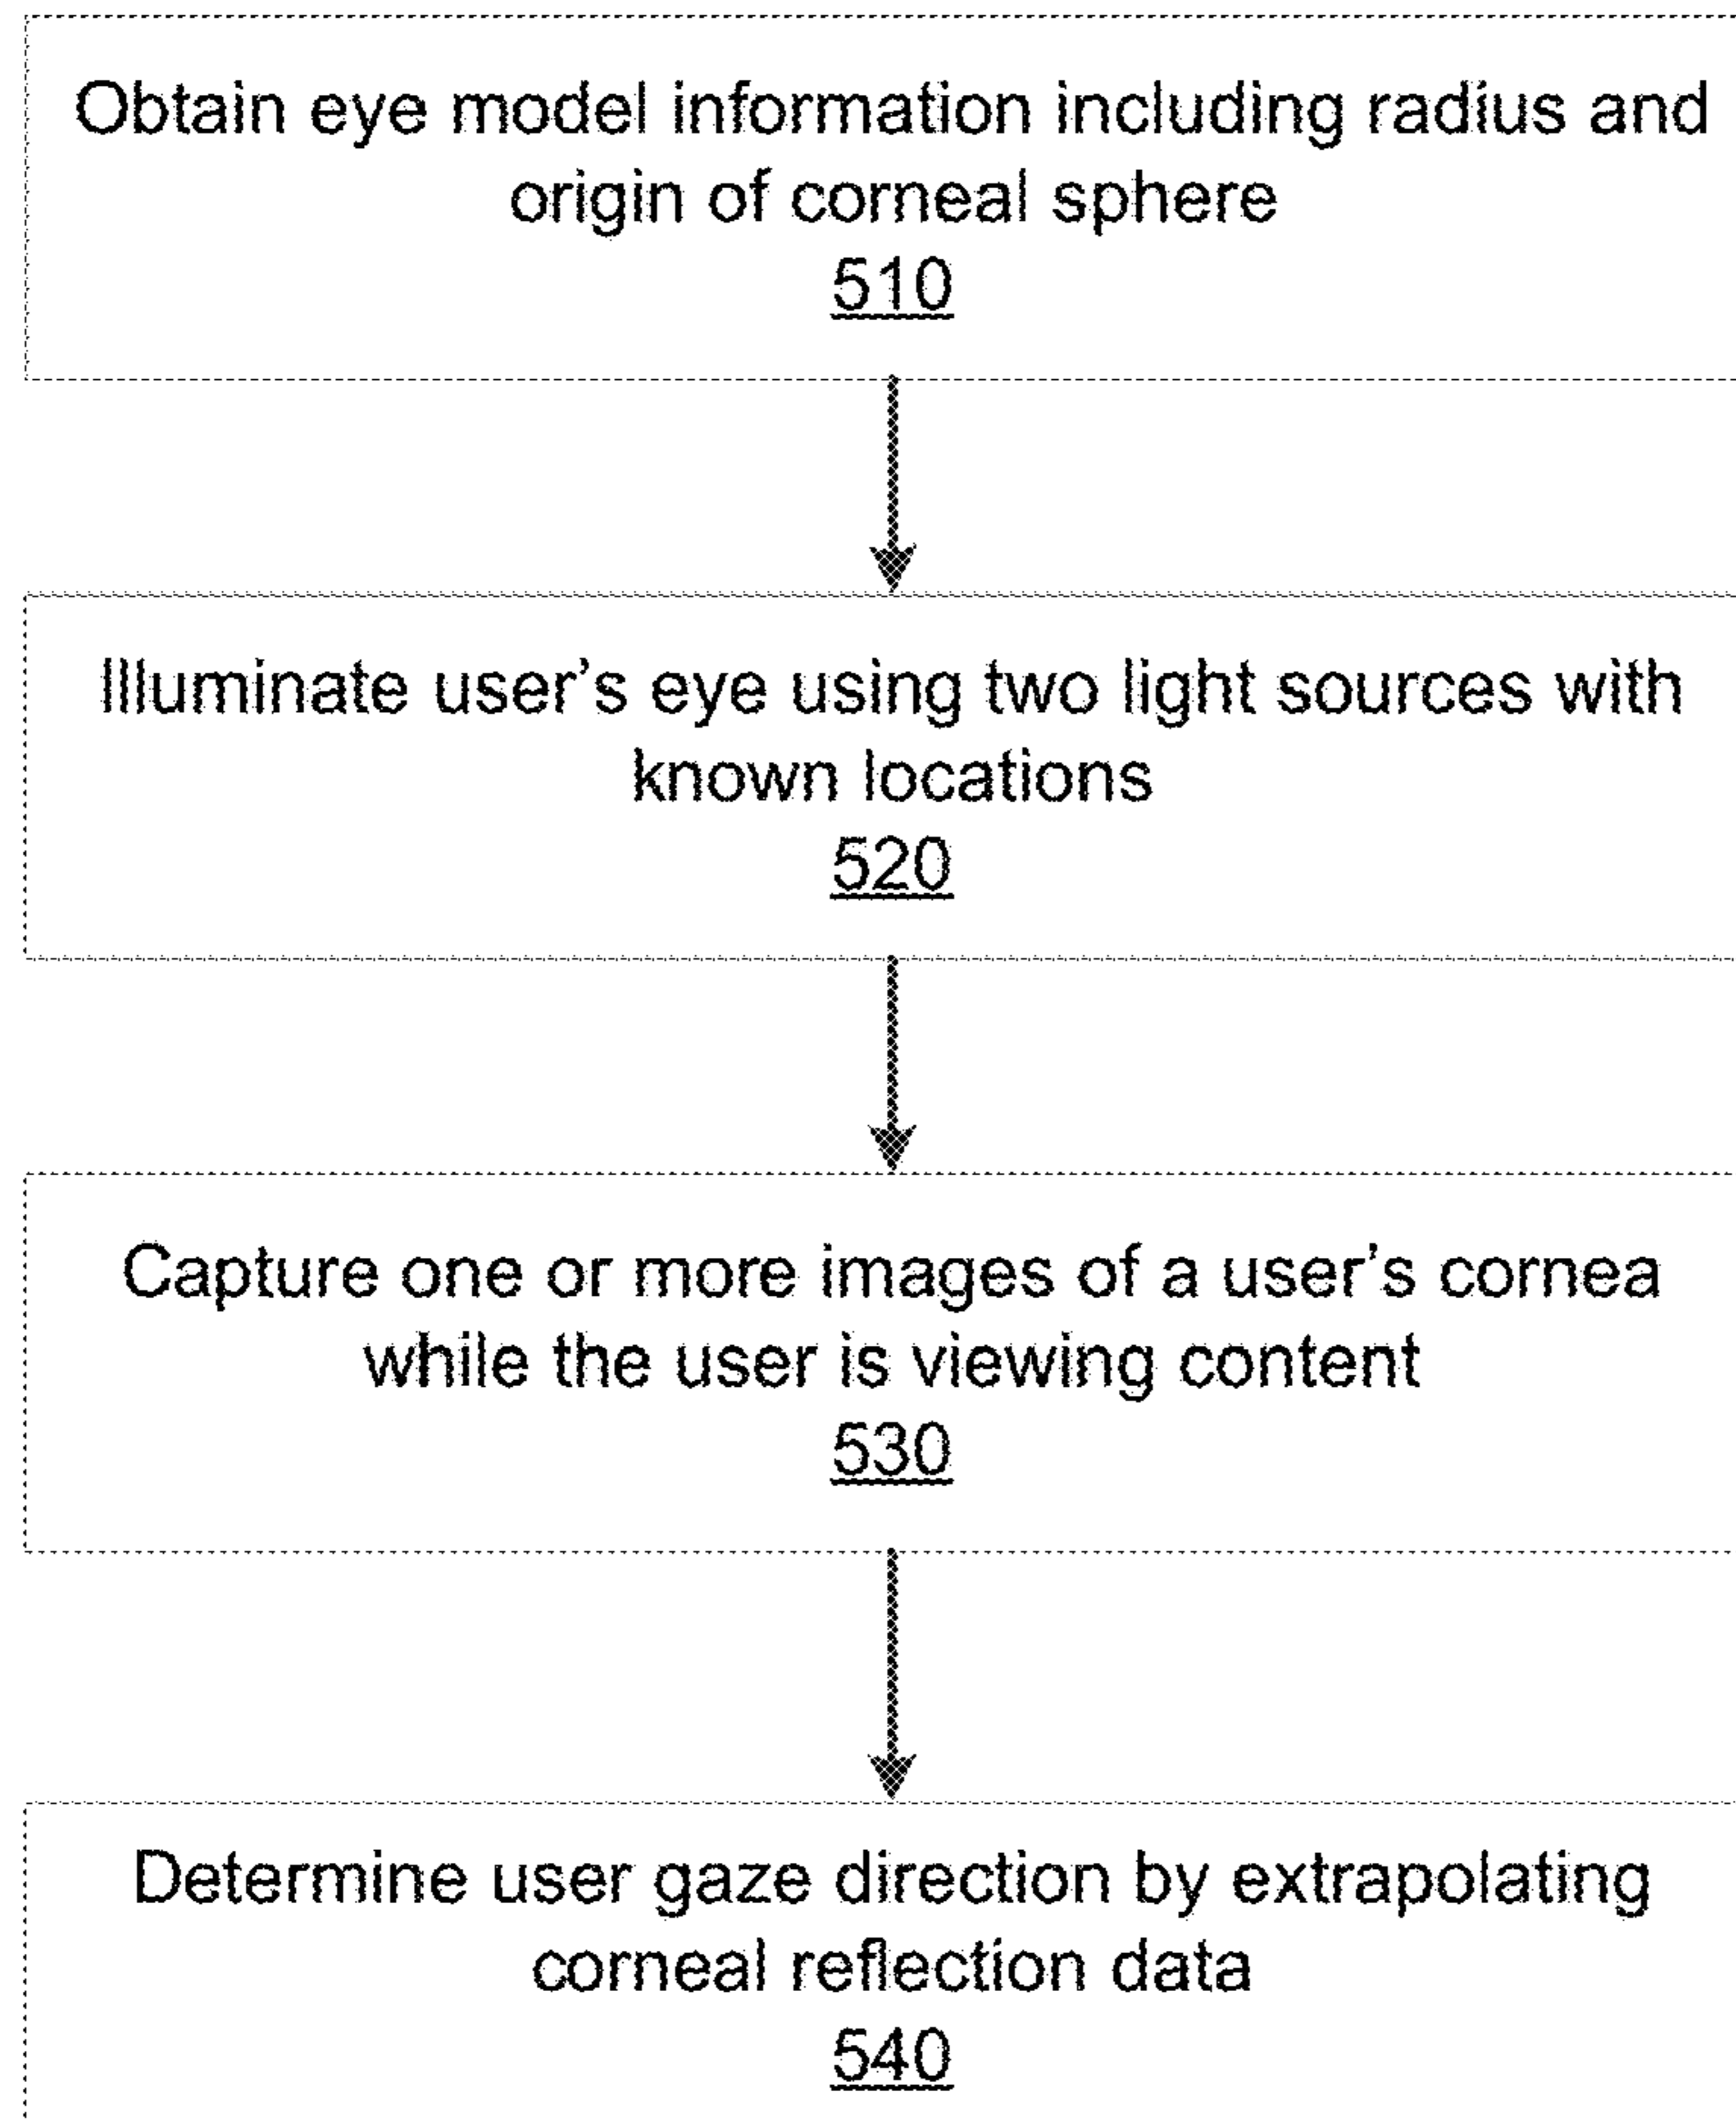 Obtain eye model information including radius and
origin of corneal sphere
510
Illuminate user's eye using two light sources with
known locations
520
Capture one or more images of a user's cornea
while the user is viewing content
530
Determine user gaze direction by extrapolating
corneal reflection data
540